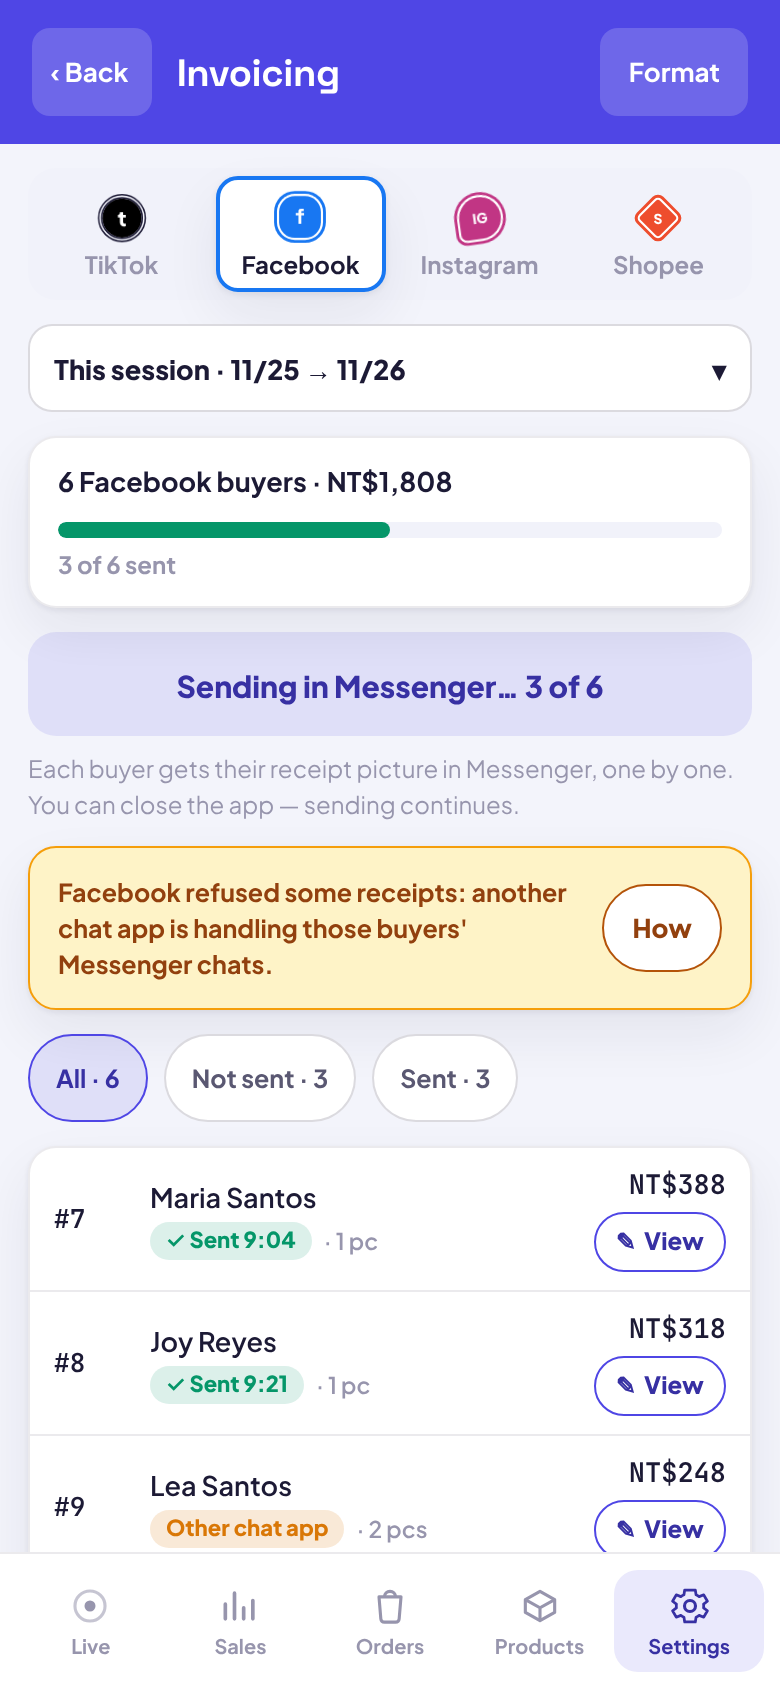 ‹ Back
Invoicing
Format
t
f
IG
S
TikTok
Facebook
Instagram
Shopee
This session · 11/25 → 11/26
▼
6 Facebook buyers · NT$1,808
3 of 6 sent
Sending in Messenger… 3 of 6
Each buyer gets their receipt picture in Messenger, one by one.
You can close the app — sending continues.
Facebook refused some receipts: another
chat app is handling those buyers'
Messenger chats.
How
All · 6
Not sent · 3
Sent · 3
#7
Maria Santos
✓ Sent 9:04 · 1 pc
NT$388
✎ View
#8
Joy Reyes
✓ Sent 9:21 · 1 pc
NT$318
✎ View
#9
Lea Santos
Other chat app · 2 pcs
NT$248
✎ View
Live
Sales
Orders
Products
Settings